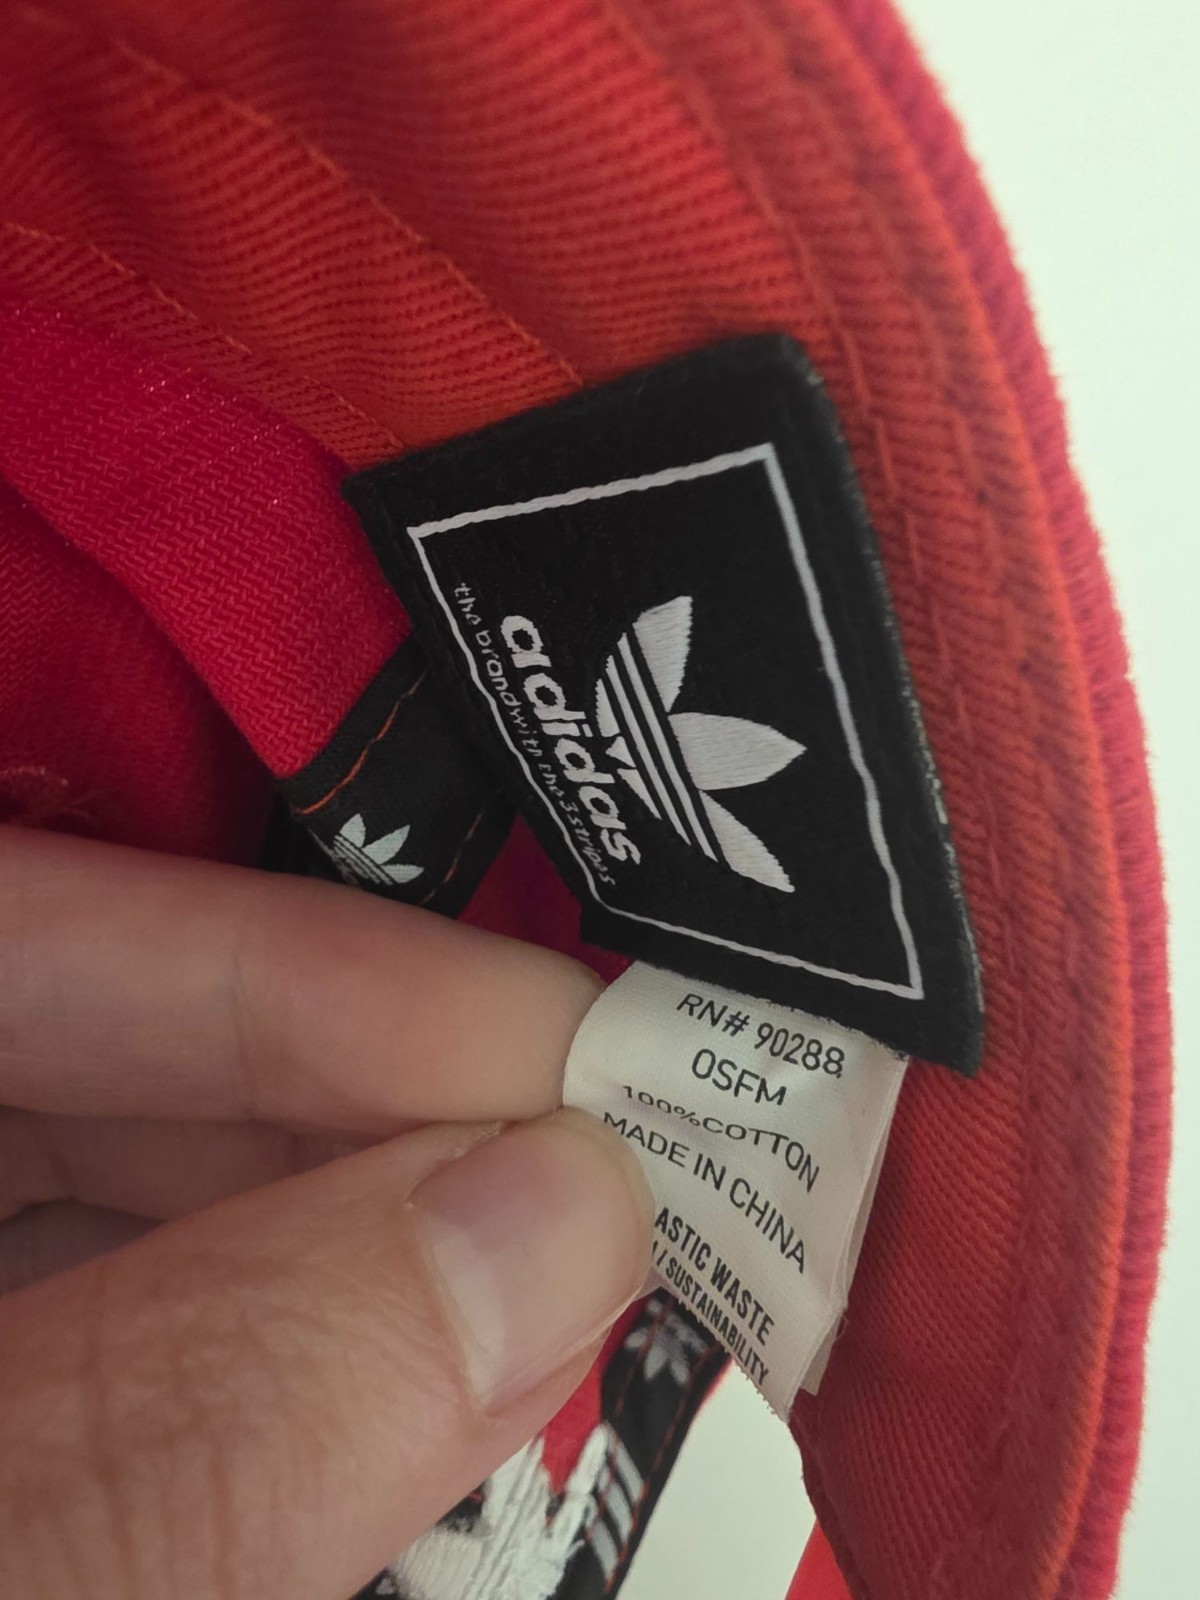 adidas
the brand with the 3 stripes
RN# 90288
OSFM
100%COTTON
MADE IN CHINA
ASTIC WASTE
// SUSTAINABILITY